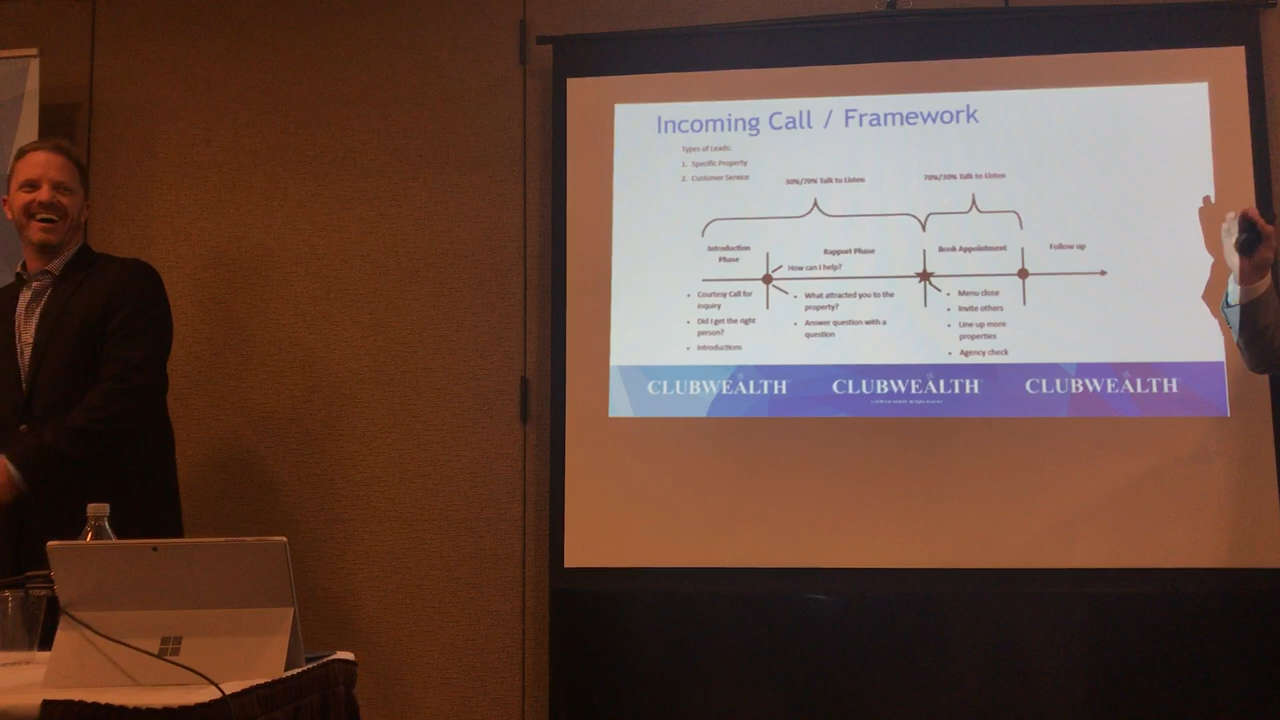 Incoming Call / Framework
Types of Leads:
1. Specific Property
2. Customer Service
30%/70% Talk to Listen
70%/30% Talk to Listen
Introduction
Phase
Rapport Phase
Book Appointment
Follow up
How can I help?
• Courtesy Call for
inquiry
• Did I get the right
person?
• Introductions
• What attracted you to the
property?
• Answer question with a
question
• Menu close
• Invite others
• Line up more
properties
• Agency check
CLUBWEALTH CLUBWEALTH CLUBWEALTH